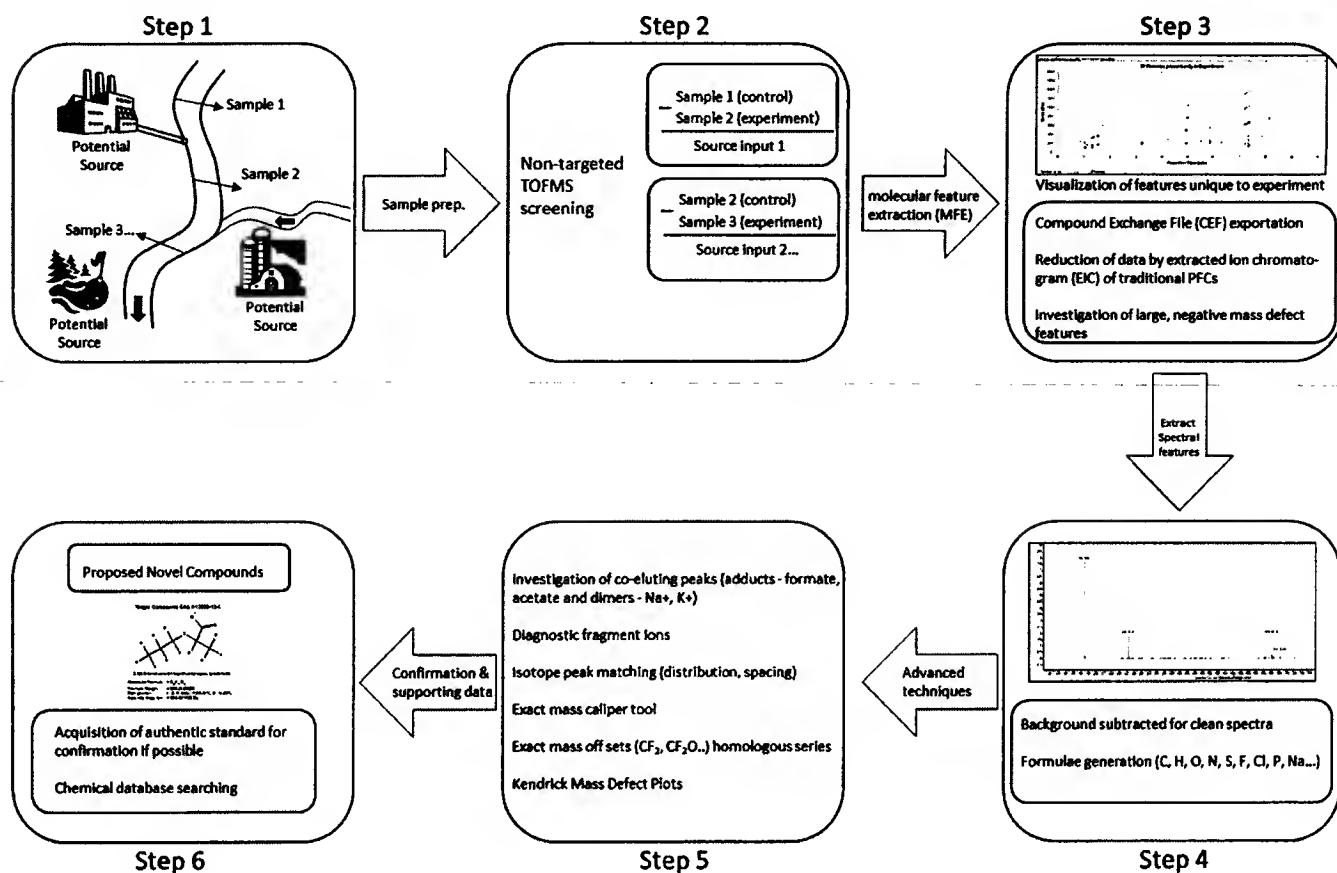 Step 1
Sample 1
Potential
Source
Sample 2
Sample 3...
Potential
Source
Potential
Source
Sample prep.
Step 2
Non-targeted
TOFMS
screening
Sample 1 (control)
— Sample 2 (experiment)
Source input 1
Sample 2 (control)
— Sample 3 (experiment)
Source input 2...
molecular feature
extraction (MFE)
Step 3
Visualization of features unique to experiment
Compound Exchange File (CEF) exportation
Reduction of data by extracted ion chromato-
gram (EIC) of traditional PFCs
Investigation of large, negative mass defect
features
Extract
Spectral
features
Background subtracted for clean spectra
Formulae generation (C, H, O, N, S, F, Cl, P, Na...)
Step 4
Advanced
techniques
Investigation of co-eluting peaks (adducts - formate,
acetate and dimers - Na+, K+)
Diagnostic fragment ions
Isotope peak matching (distribution, spacing)
Exact mass caliper tool
Exact mass off sets (CF₂, CF₂O..) homologous series
Kendrick Mass Defect Plots
Step 5
Confirmation &
supporting data
Proposed Novel Compounds
Acquisition of authentic standard for
confirmation if possible
Chemical database searching
Step 6